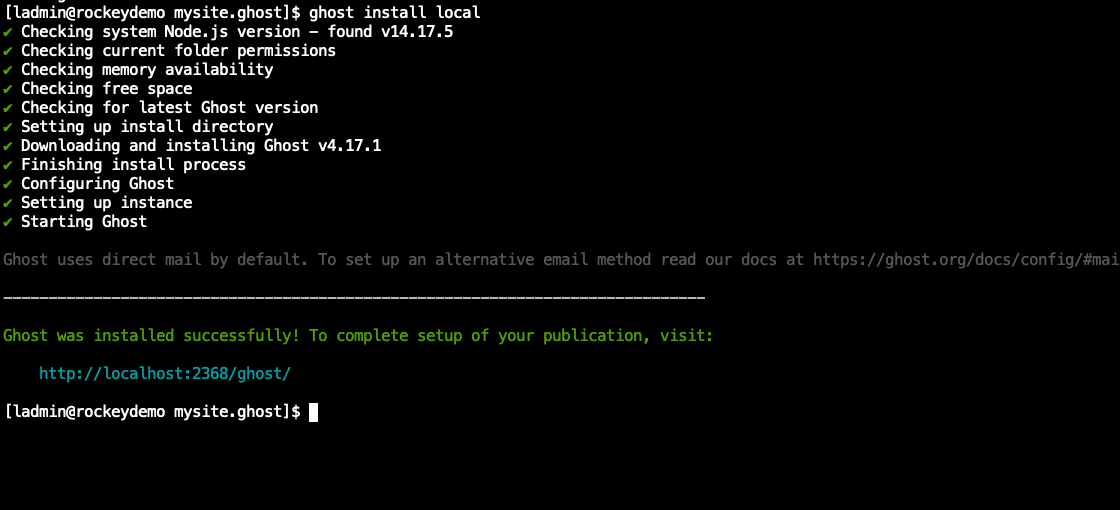 [ladmin@rockeydemo mysite.ghost]$ ghost install local
✔ Checking system Node.js version – found v14.17.5
✔ Checking current folder permissions
✔ Checking memory availability
✔ Checking free space
✔ Checking for latest Ghost version
✔ Setting up install directory
✔ Downloading and installing Ghost v4.17.1
✔ Finishing install process
✔ Configuring Ghost
✔ Setting up instance
✔ Starting Ghost
Ghost uses direct mail by default. To set up an alternative email method read our docs at https://ghost.org/docs/config/#mai
------------------------------------------------------------------------------
Ghost was installed successfully! To complete setup of your publication, visit:
http://localhost:2368/ghost/
[ladmin@rockeydemo mysite.ghost]$